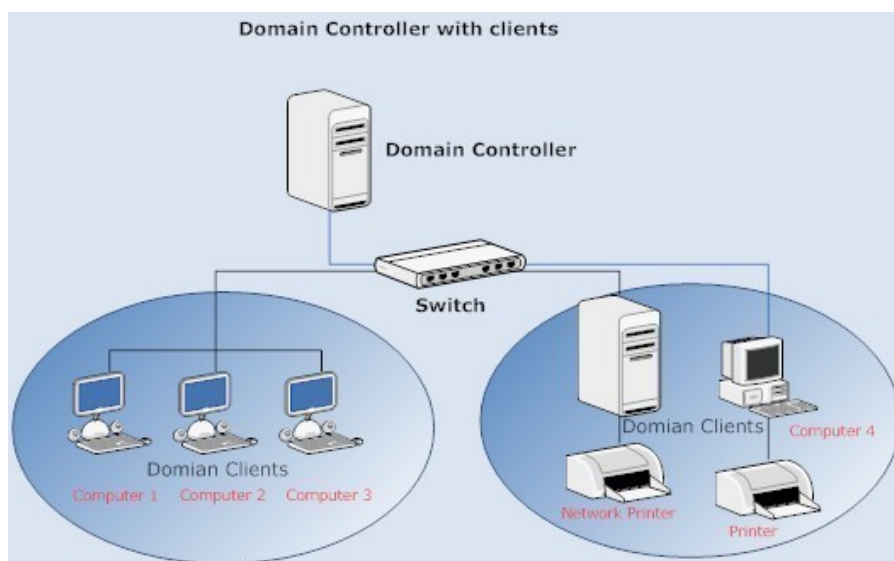 Domain Controller with clients
Domain Controller
Switch
Domian Clients
Computer 1
Computer 2
Computer 3
Domian Clients
Computer 4
Network Printer
Printer